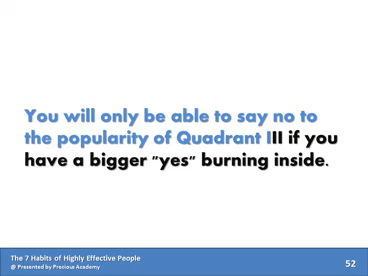 You will only be able to say no to
the popularity of Quadrant III if you
have a bigger "yes" burning inside.
The 7 Habits of Highly Effective People
@ Presented by Precious Academy
52